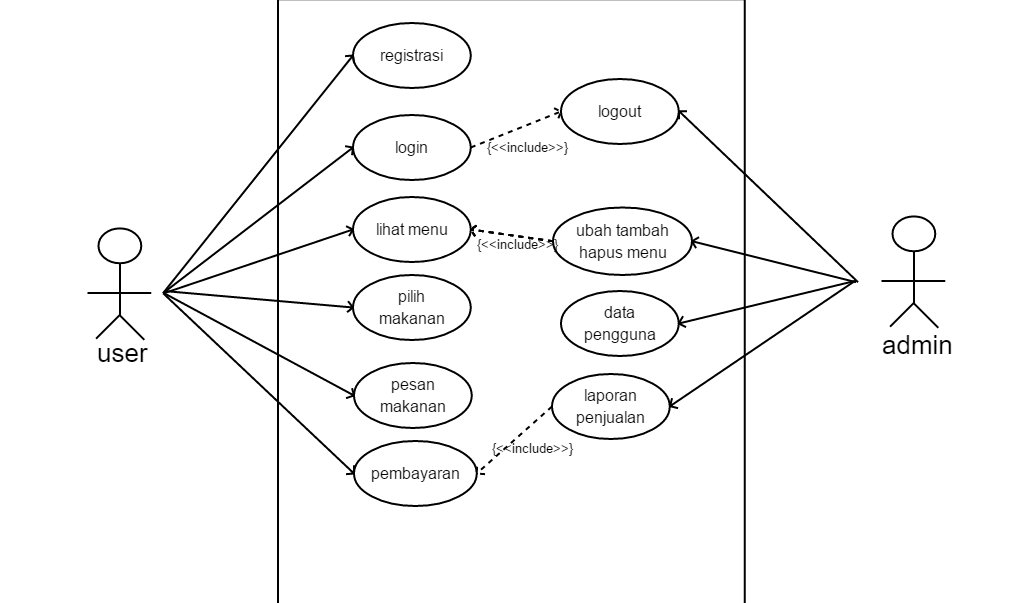 registrasi
logout
login
{<<include>>}
lihat menu
ubah tambah
hapus menu
{<<include>>}
pilih
makanan
data
pengguna
user
admin
pesan
makanan
laporan
penjualan
{<<include>>}
pembayaran